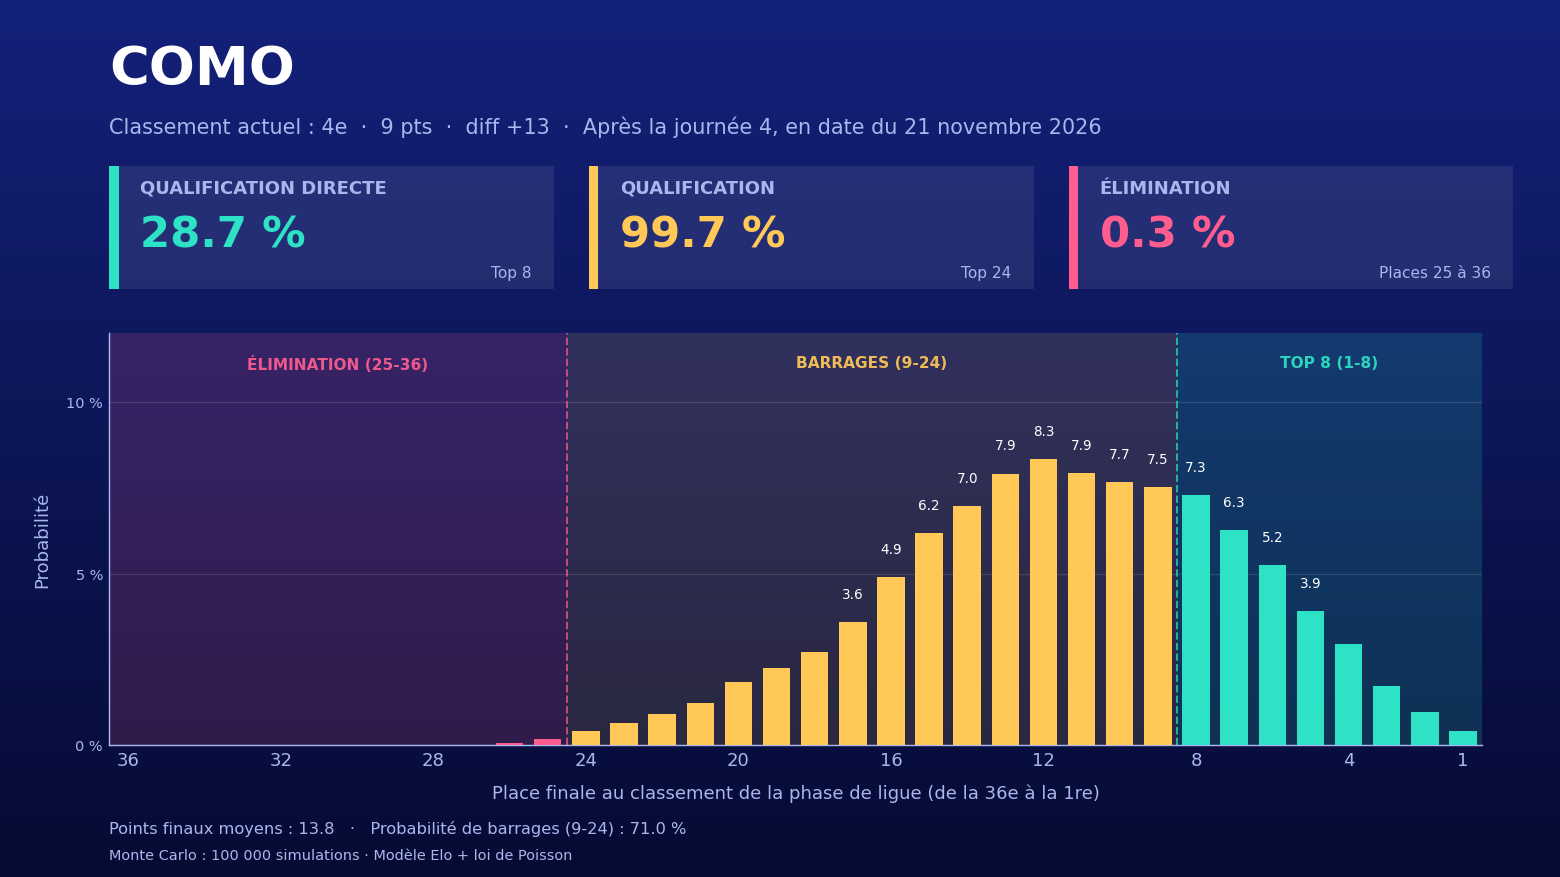 COMO
Classement actuel : 4e · 9 pts · diff +13 · Après la journée 4, en date du 21 novembre 2026
QUALIFICATION DIRECTE
28.7 %
Top 8
QUALIFICATION
99.7 %
Top 24
ÉLIMINATION
0.3 %
Places 25 à 36
ÉLIMINATION (25-36)
BARRAGES (9-24)
TOP 8 (1-8)
Probabilité
10 %
5 %
0 %
3.6
4.9
6.2
7.0
7.9
8.3
7.9
7.7
7.5
7.3
6.3
5.2
3.9
36 32 28 24 20 16 12 8 4 1
Place finale au classement de la phase de ligue (de la 36e à la 1re)
Points finaux moyens : 13.8 · Probabilité de barrages (9-24) : 71.0 %
Monte Carlo : 100 000 simulations · Modèle Elo + loi de Poisson